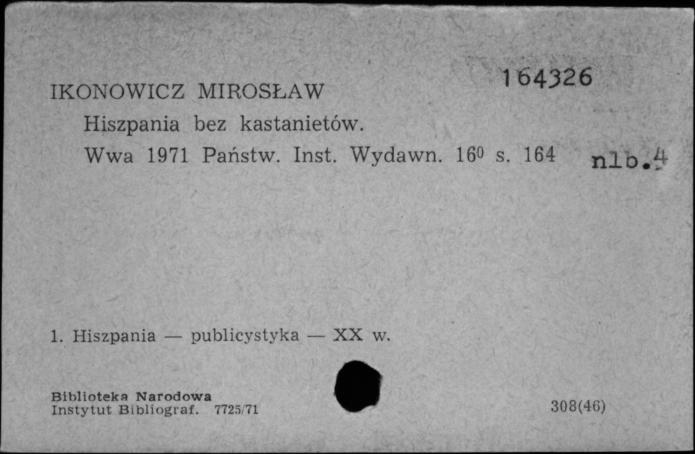 164326
IKONOWICZ MIROSŁAW
Hiszpania bez kastanietów.
Wwa 1971 Państw. Inst. Wydawn. 16⁰ s. 164 nlb.4
1. Hiszpania — publicystyka — XX w.
Biblioteka Narodowa
Instytut Bibliograf. 7725/71
308(46)